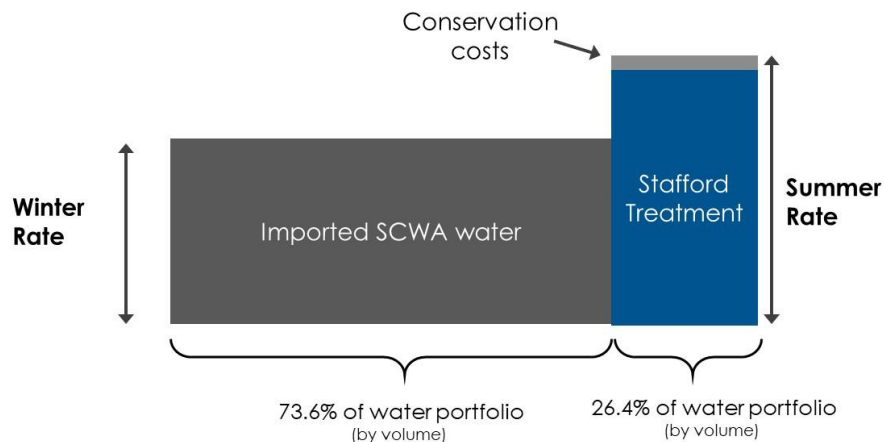 Conservation
costs
Winter
Rate
Imported SCWA water
Stafford
Treatment
Summer
Rate
73.6% of water portfolio
(by volume)
26.4% of water portfolio
(by volume)